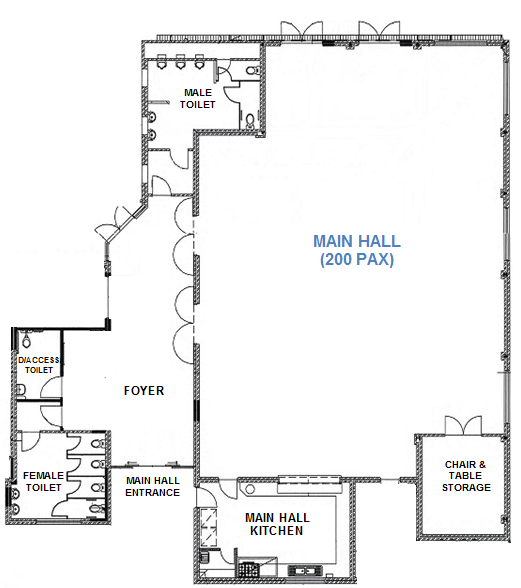 MALE
TOILET
MAIN HALL
(200 PAX)
D/ACCESS
TOILET
FOYER
FEMALE
TOILET
MAIN HALL
ENTRANCE
CHAIR &
TABLE
STORAGE
MAIN HALL
KITCHEN